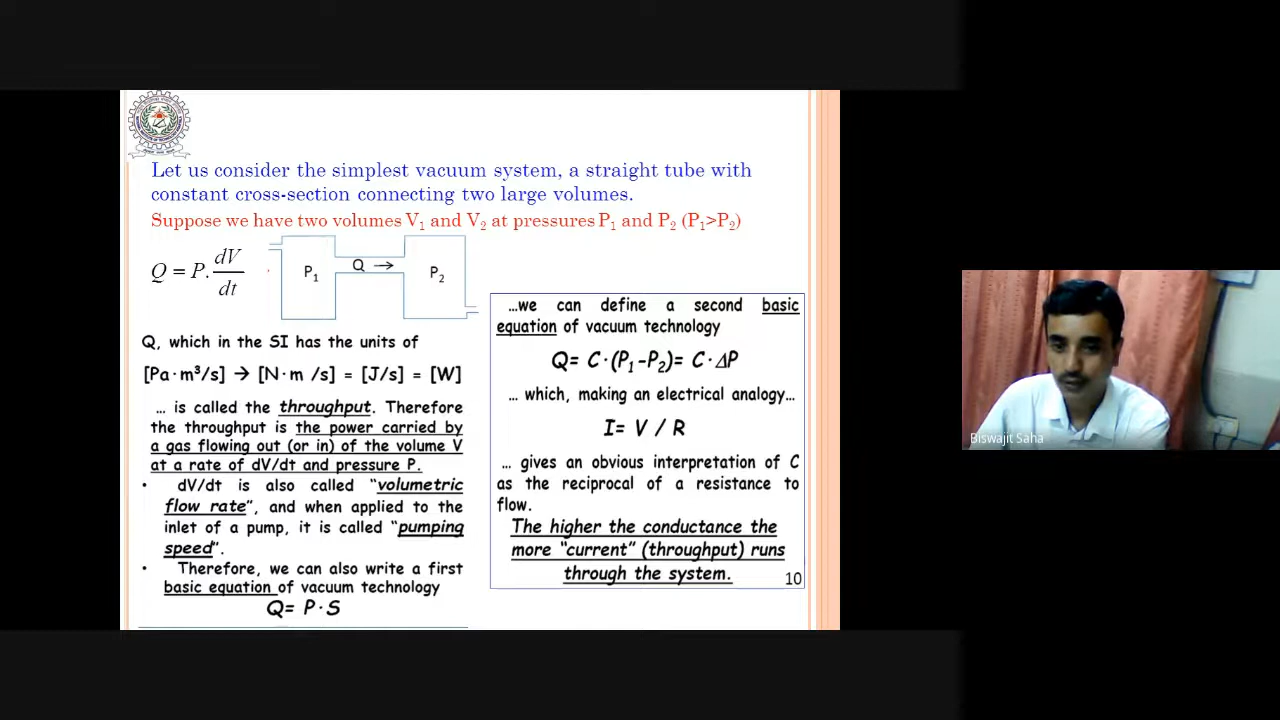 Let us consider the simplest vacuum system, a straight tube with
constant cross-section connecting two large volumes.
Suppose we have two volumes V₁ and V₂ at pressures P₁ and P₂ (P₁>P₂)
Q = P. dV/dt
P₁
Q →
P₂
Q, which in the SI has the units of
[Pa·m³/s] → [N·m /s] = [J/s] = [W]
… is called the throughput. Therefore
the throughput is the power carried by
a gas flowing out (or in) of the volume V
at a rate of dV/dt and pressure P.
• dV/dt is also called “volumetric
flow rate”, and when applied to the
inlet of a pump, it is called “pumping
speed”.
• Therefore, we can also write a first
basic equation of vacuum technology
Q= P·S
…we can define a second basic
equation of vacuum technology
Q= C·(P₁-P₂)= C·ΔP
… which, making an electrical analogy…
I= V / R
… gives an obvious interpretation of C
as the reciprocal of a resistance to
flow.
The higher the conductance the
more “current” (throughput) runs
through the system.
10
Biswajit Saha